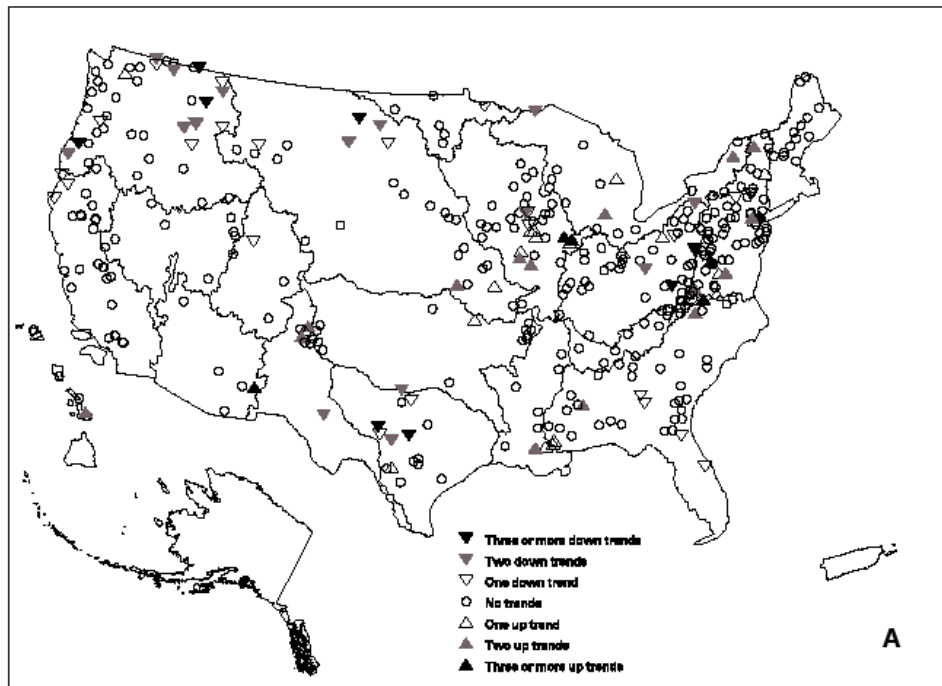 Three or more down trends
Two down trends
One down trend
No trends
One up trend
Two up trends
Three or more up trends
A